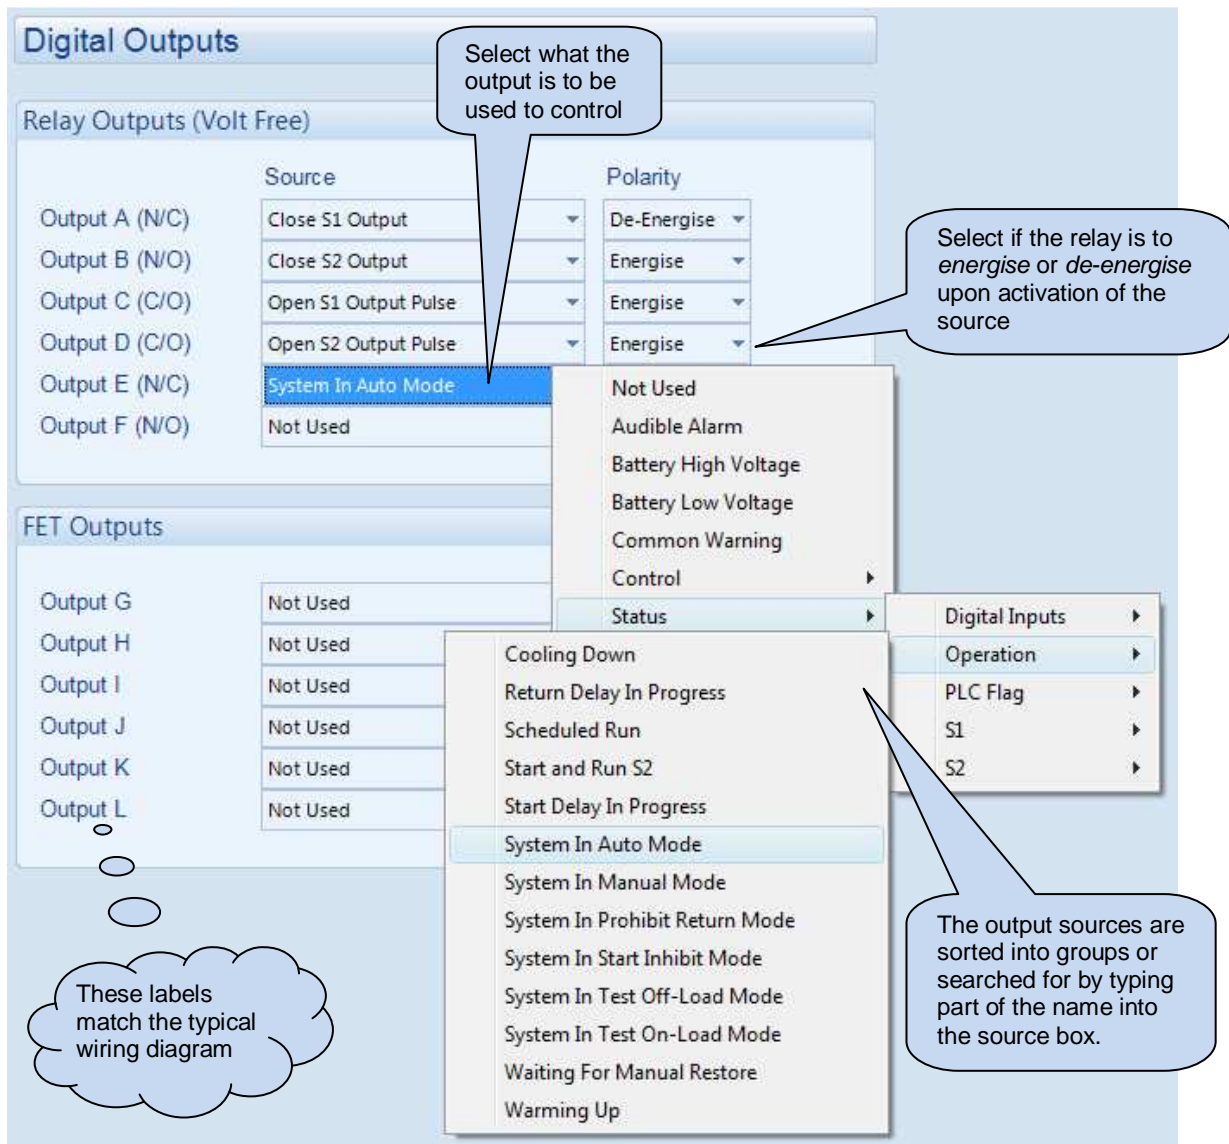 Digital Outputs
Select what the
output is to be
used to control
Relay Outputs (Volt Free)
Source Polarity
Output A (N/C) Close S1 Output De-Energise
Output B (N/O) Close S2 Output Energise
Output C (C/O) Open S1 Output Pulse Energise
Output D (C/O) Open S2 Output Pulse Energise
Output E (N/C) System In Auto Mode
Output F (N/O) Not Used
Select if the relay is to
energise or de-energise
upon activation of the
source
Not Used
Audible Alarm
Battery High Voltage
Battery Low Voltage
Common Warning
Control
Status
FET Outputs
Output G Not Used
Output H Not Used
Output I Not Used
Output J Not Used
Output K Not Used
Output L Not Used
Digital Inputs
Operation
PLC Flag
S1
S2
Cooling Down
Return Delay In Progress
Scheduled Run
Start and Run S2
Start Delay In Progress
System In Auto Mode
System In Manual Mode
System In Prohibit Return Mode
System In Start Inhibit Mode
System In Test Off-Load Mode
System In Test On-Load Mode
Waiting For Manual Restore
Warming Up
The output sources are
sorted into groups or
searched for by typing
part of the name into
the source box.
These labels
match the typical
wiring diagram